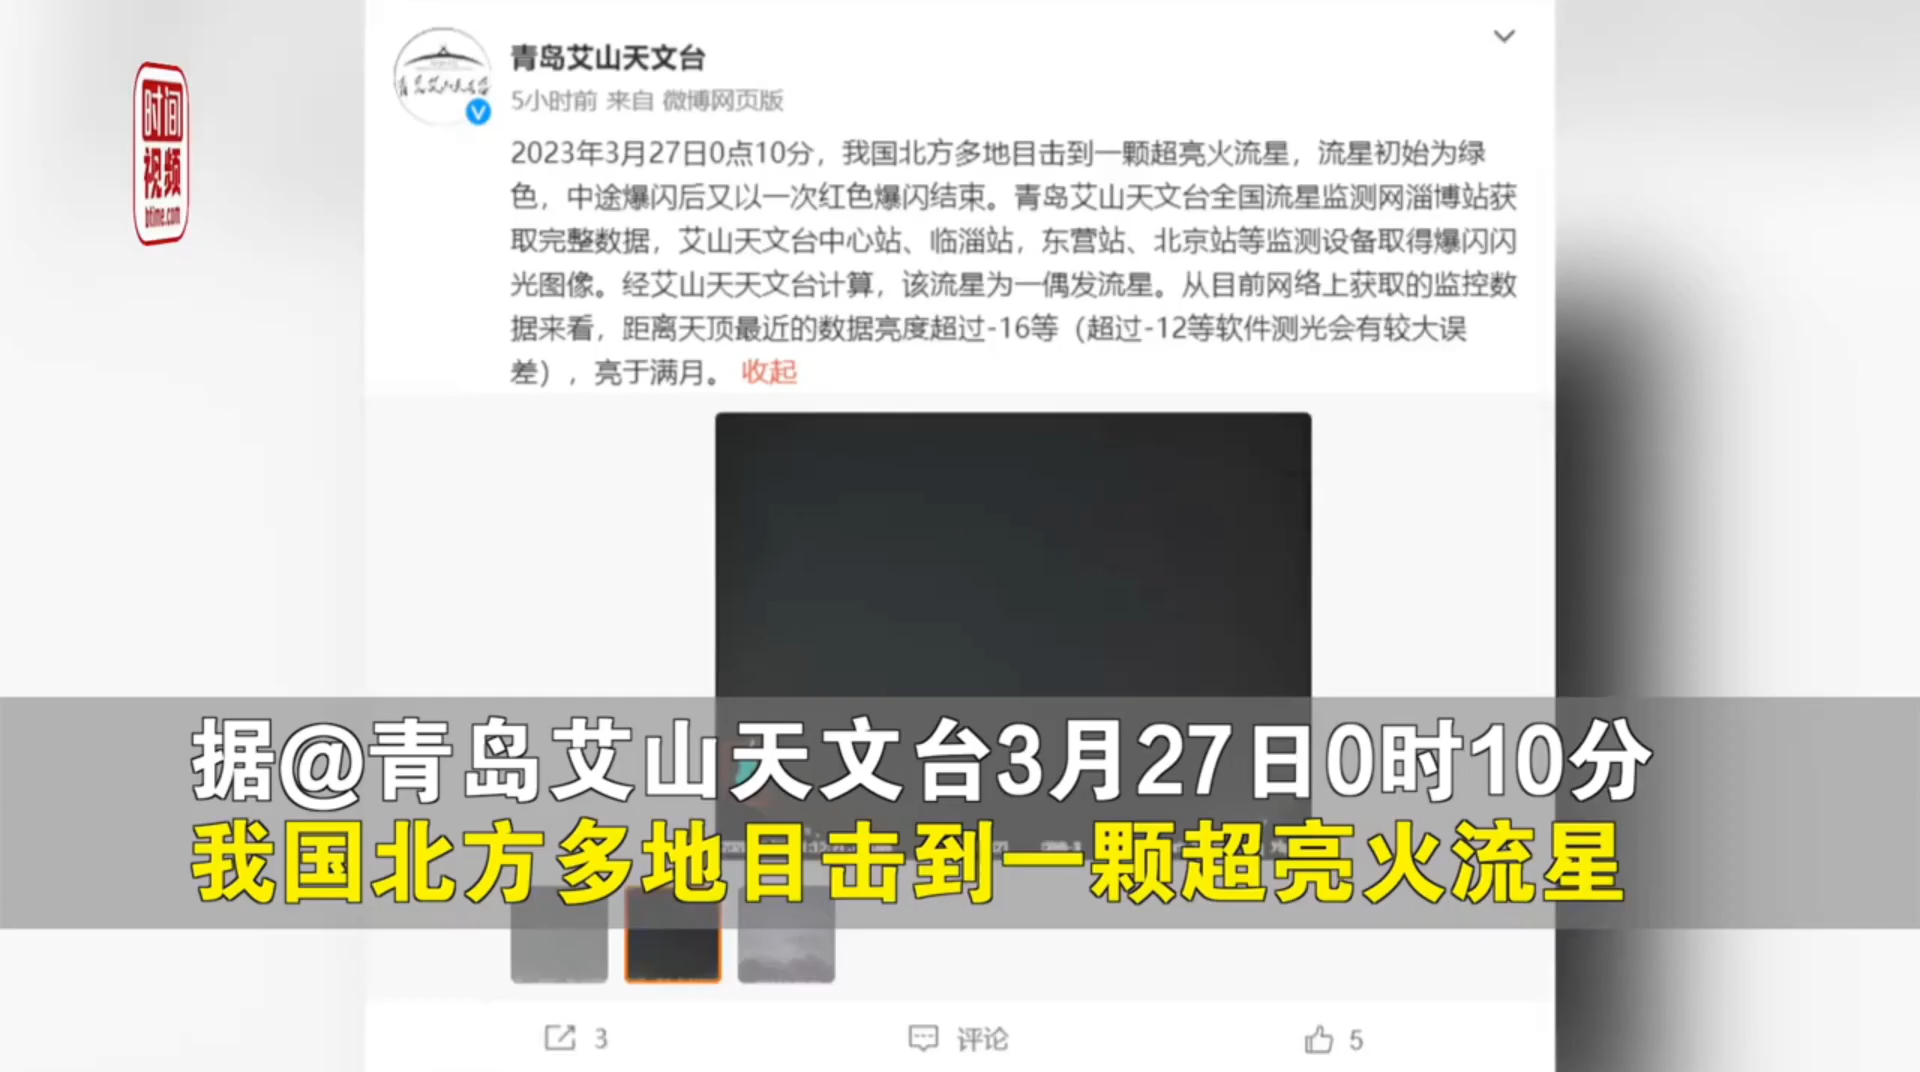 时间
视频
btime.com
青岛艾山天文台
5小时前 来自 微博网页版
2023年3月27日0点10分，我国北方多地目击到一颗超亮火流星，流星初始为绿
色，中途爆闪后又以一次红色爆闪结束。青岛艾山天文台全国流星监测网淄博站获
取完整数据，艾山天文台中心站、临淄站，东营站、北京站等监测设备取得爆闪闪
光图像。经艾山天天文台计算，该流星为一偶发流星。从目前网络上获取的监控数
据来看，距离天顶最近的数据亮度超过-16等（超过-12等软件测光会有较大误
差），亮于满月。 收起
据@青岛艾山天文台3月27日0时10分
我国北方多地目击到一颗超亮火流星
3 评论 5